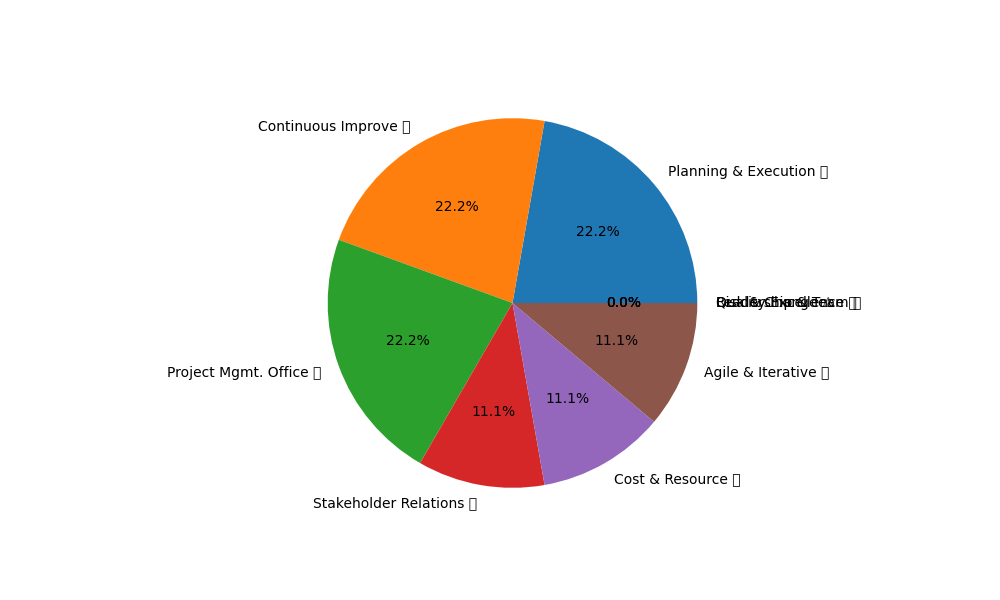 Continuous Improve
Planning & Execution
22.2%
22.2%
0.0%
22.2%
11.1%
Project Mgmt. Office
Agile & Iterative
11.1%
11.1%
Cost & Resource
Stakeholder Relations